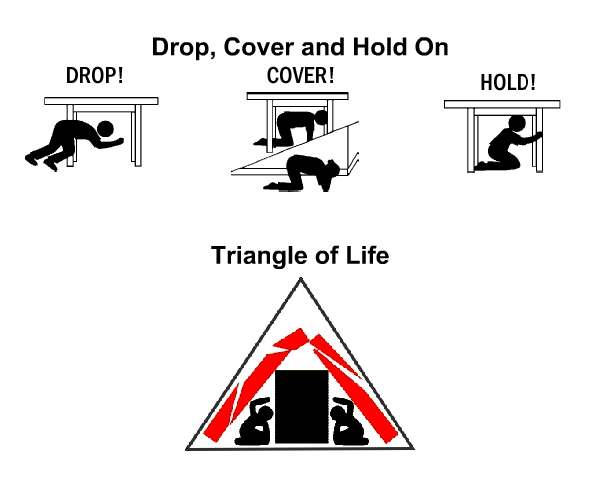 Drop, Cover and Hold On
DROP!
COVER!
HOLD!
Triangle of Life